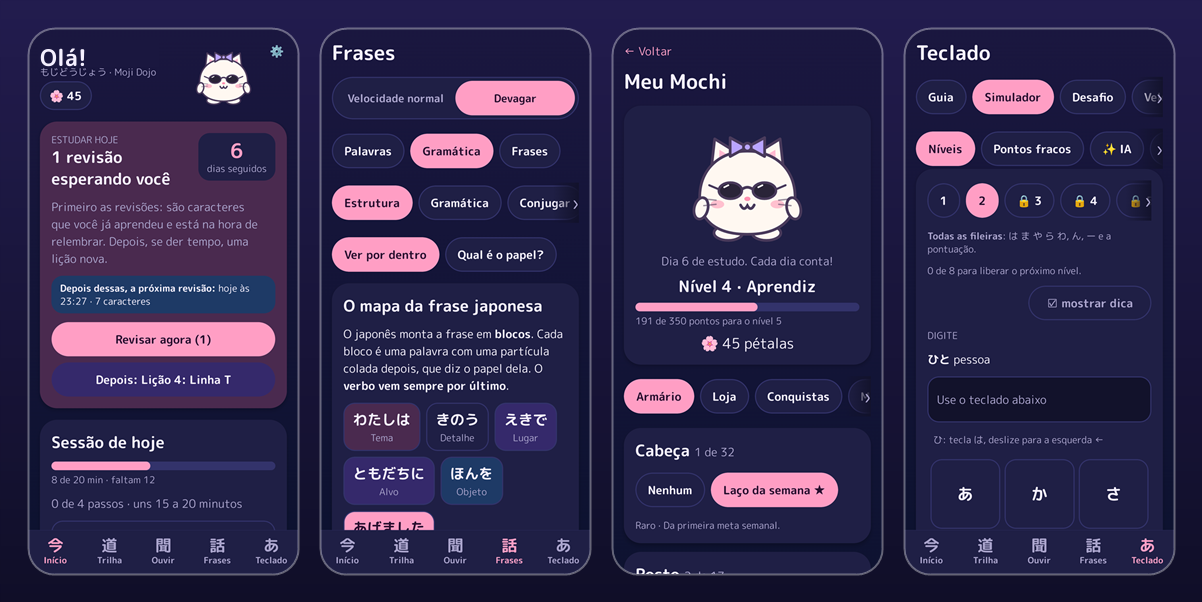 Olá!
もじどうじょう · Moji Dojo
🌸 45
ESTUDAR HOJE
1 revisão
esperando você
6
dias seguidos
Primeiro as revisões: são caracteres
que você já aprendeu e está na hora de
relembrar. Depois, se der tempo, uma
lição nova.
Depois dessas, a próxima revisão: hoje às
23:27 · 7 caracteres
Revisar agora (1)
Depois: Lição 4: Linha T
Sessão de hoje
8 de 20 min · faltam 12
0 de 4 passos · uns 15 a 20 minutos
今 道 聞 話 あ
Início Trilha Ouvir Frases Teclado
Frases
Velocidade normal Devagar
Palavras Gramática Frases
Estrutura Gramática Conjugar ›
Ver por dentro Qual é o papel?
O mapa da frase japonesa
O japonês monta a frase em blocos. Cada
bloco é uma palavra com uma partícula
colada depois, que diz o papel dela. O
verbo vem sempre por último.
わたしは きのう えきで
Tema Detalhe Lugar
ともだちに ほんを
Alvo Objeto
あげました
今 道 聞 話 あ
Início Trilha Ouvir Frases Teclado
← Voltar
Meu Mochi
Dia 6 de estudo. Cada dia conta!
Nível 4 · Aprendiz
191 de 350 pontos para o nível 5
🌸 45 pétalas
Armário Loja Conquistas ›
Cabeça 1 de 32
Nenhum Laço da semana ★
Raro · Da primeira meta semanal.
Teclado
Guia Simulador Desafio ›
Níveis Pontos fracos ✨ IA ›
1 2 🔒 3 🔒 4 🔒 ›
Todas as fileiras: は ま や ら わ, ん, ー e a
pontuação.
0 de 8 para liberar o próximo nível.
☑ mostrar dica
DIGITE
ひと pessoa
Use o teclado abaixo
ひ: tecla は, deslize para a esquerda ←
あ か さ
今 道 聞 話 あ
Início Trilha Ouvir Frases Teclado